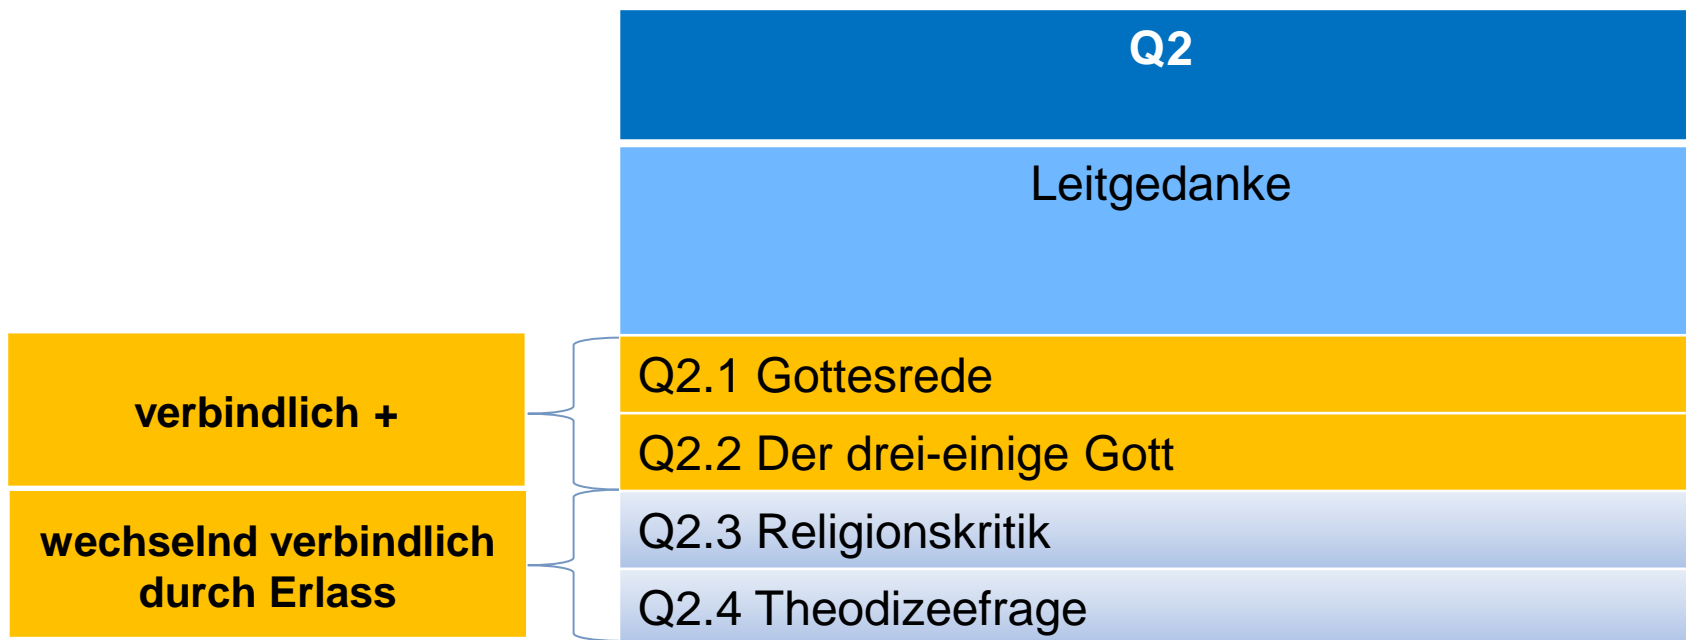 Q2
Leitgedanke
verbindlich +
Q2.1 Gottesrede
Q2.2 Der drei-einige Gott
wechselnd verbindlich
durch Erlass
Q2.3 Religionskritik
Q2.4 Theodizeefrage